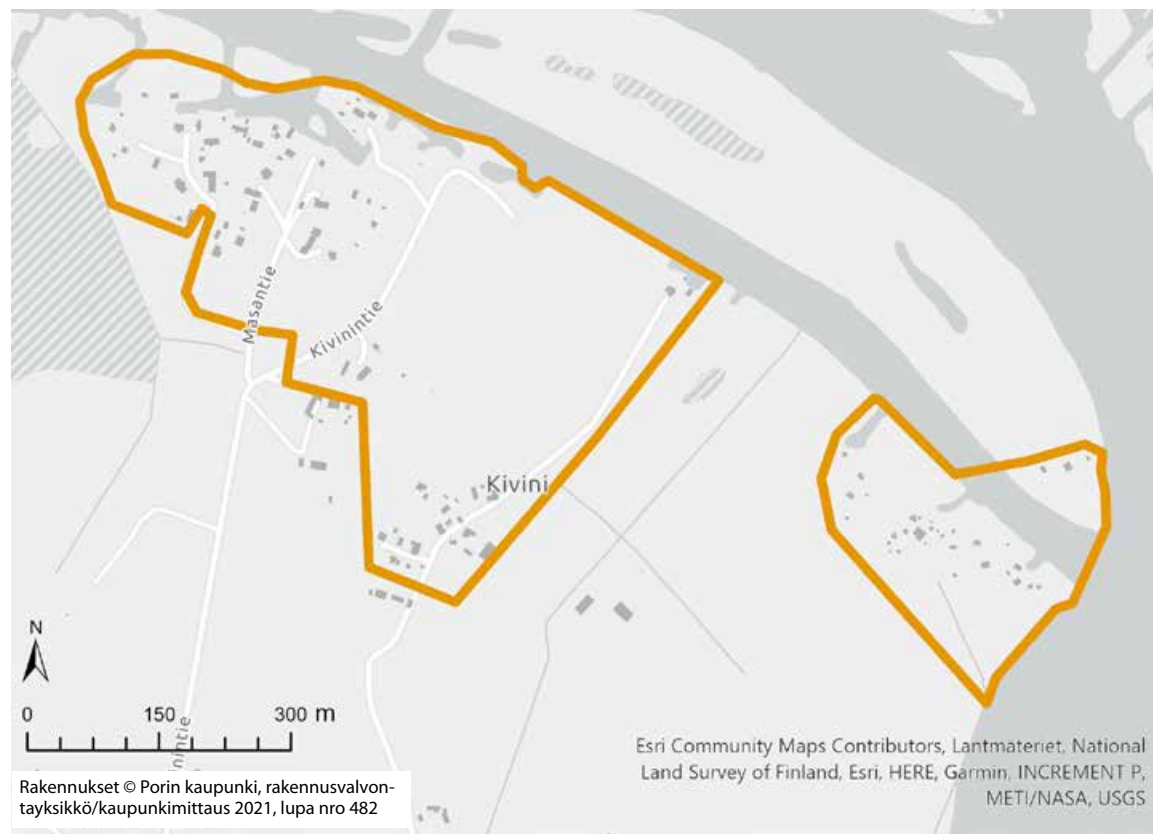 Masantie
Kivinintie
Kivini
N
0 150 300 m
inintie
Esri Community Maps Contributors, Lantmäteriet, National
Land Survey of Finland, Esri, HERE, Garmin, INCREMENT P,
METI/NASA, USGS
Rakennukset © Porin kaupunki, rakennusvalvon-
tayksikkö/kaupunkimittaus 2021, lupa nro 482